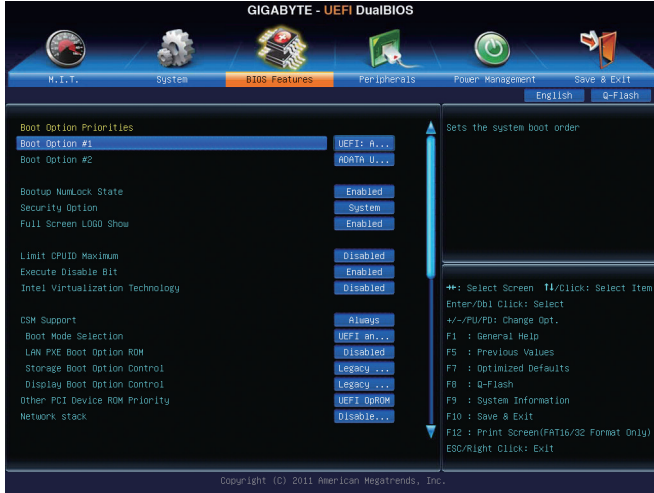 GIGABYTE - UEFI DualBIOS
M.I.T.
System
BIOS Features
Peripherals
Power Management
Save & Exit
English
Q-Flash
Boot Option Priorities
Boot Option #1 UEFI: A...
Boot Option #2 ADATA U...
Bootup NumLock State Enabled
Security Option System
Full Screen LOGO Show Enabled
Limit CPUID Maximum Disabled
Execute Disable Bit Enabled
Intel Virtualization Technology Disabled
CSM Support Always
Boot Mode Selection UEFI an...
LAN PXE Boot Option ROM Disabled
Storage Boot Option Control Legacy ...
Display Boot Option Control Legacy ...
Other PCI Device ROM Priority UEFI OpROM
Network stack Disable...
Sets the system boot order
→←: Select Screen ↑↓/Click: Select Item
Enter/Dbl Click: Select
+/-/PU/PD: Change Opt.
F1 : General Help
F5 : Previous Values
F7 : Optimized Defaults
F8 : Q-Flash
F9 : System Information
F10 : Save & Exit
F12 : Print Screen(FAT16/32 Format Only)
ESC/Right Click: Exit
Copyright (C) 2011 American Megatrends, Inc.